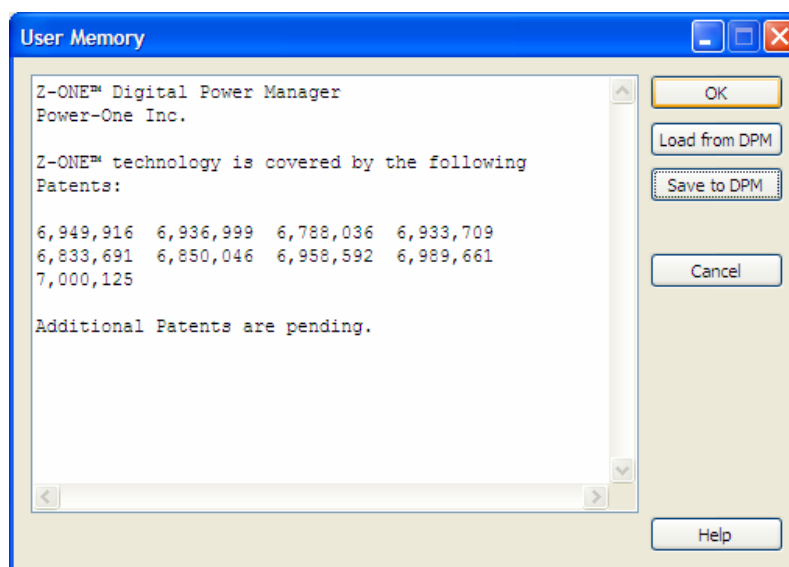 User Memory
Z-ONE™ Digital Power Manager
Power-One Inc.
Z-ONE™ technology is covered by the following
Patents:
6,949,916 6,936,999 6,788,036 6,933,709
6,833,691 6,850,046 6,958,592 6,989,661
7,000,125
Additional Patents are pending.
OK
Load from DPM
Save to DPM
Cancel
Help